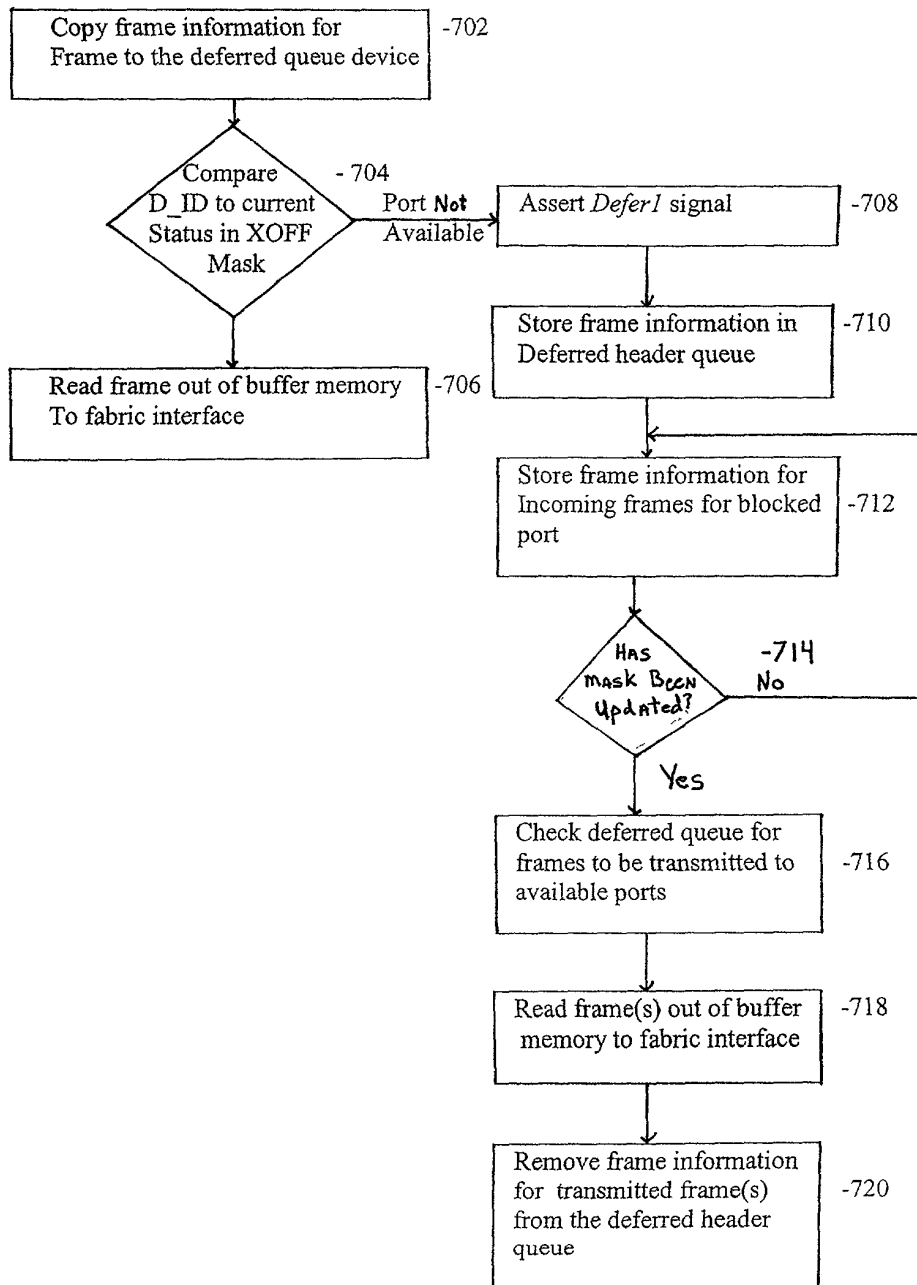 Copy frame information for
Frame to the deferred queue device
-702
Compare
D_ID to current
Status in XOFF
Mask
- 704
Port Not
Available
Assert Defer1 signal
-708
Store frame information in
Deferred header queue
-710
Read frame out of buffer memory
To fabric interface
-706
Store frame information for
Incoming frames for blocked
port
-712
HAS
MASK BEEN
UpdAted?
-714
No
Yes
Check deferred queue for
frames to be transmitted to
available ports
-716
Read frame(s) out of buffer
memory to fabric interface
-718
Remove frame information
for transmitted frame(s)
from the deferred header
queue
-720